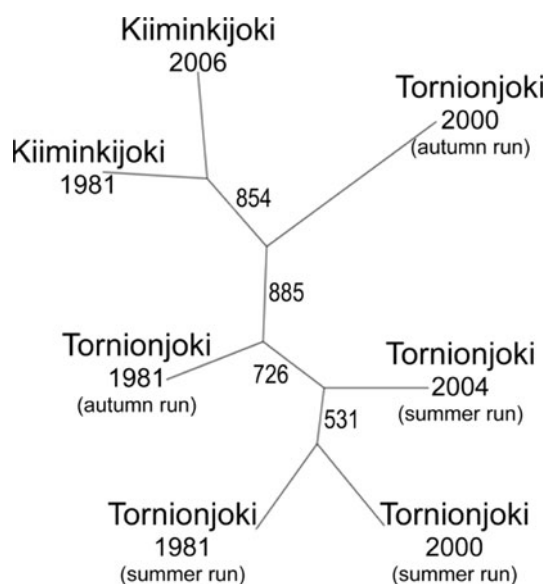 Kiiminkijoki
2006
Tornionjoki
2000
(autumn run)
Kiiminkijoki
1981
854
885
Tornionjoki
1981
(autumn run)
726
Tornionjoki
2004
(summer run)
531
Tornionjoki
1981
(summer run)
Tornionjoki
2000
(summer run)